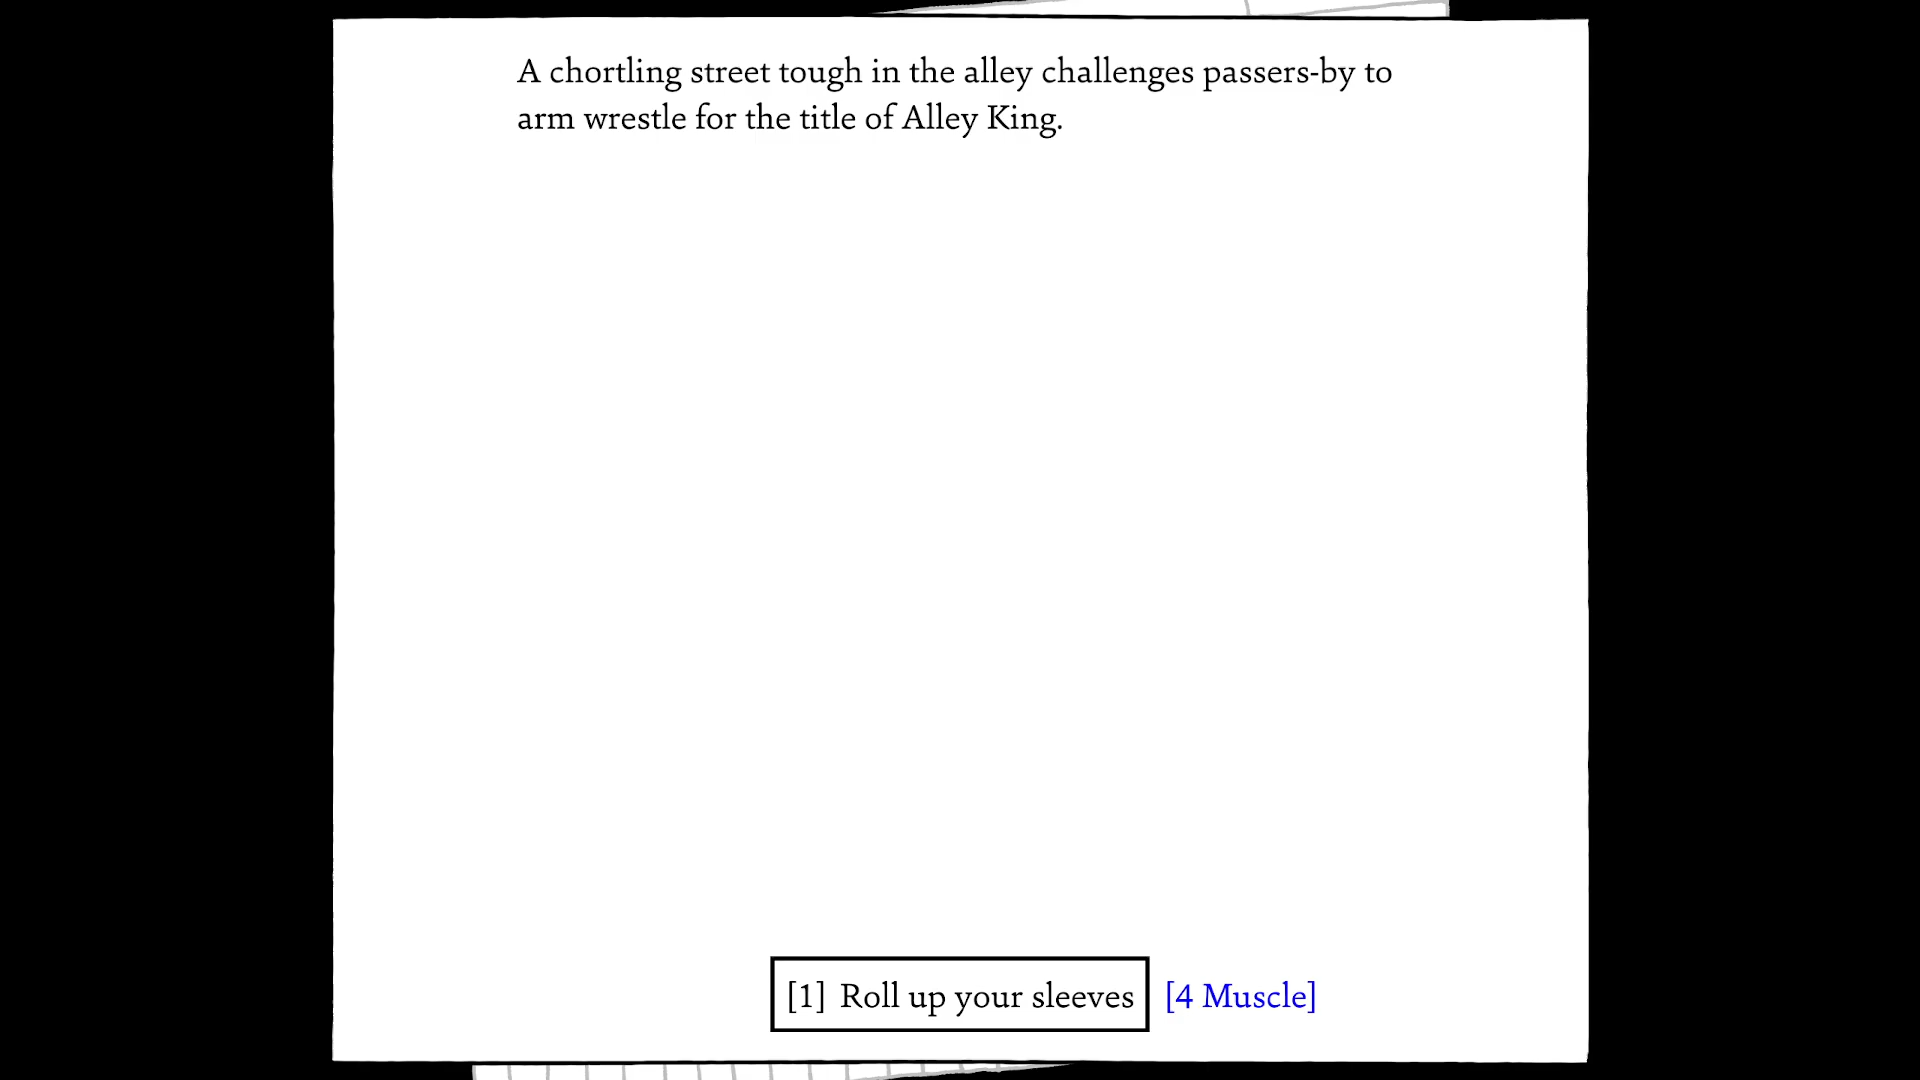 A chortling street tough in the alley challenges passers-by to
arm wrestle for the title of Alley King.
[1] Roll up your sleeves [4 Muscle]